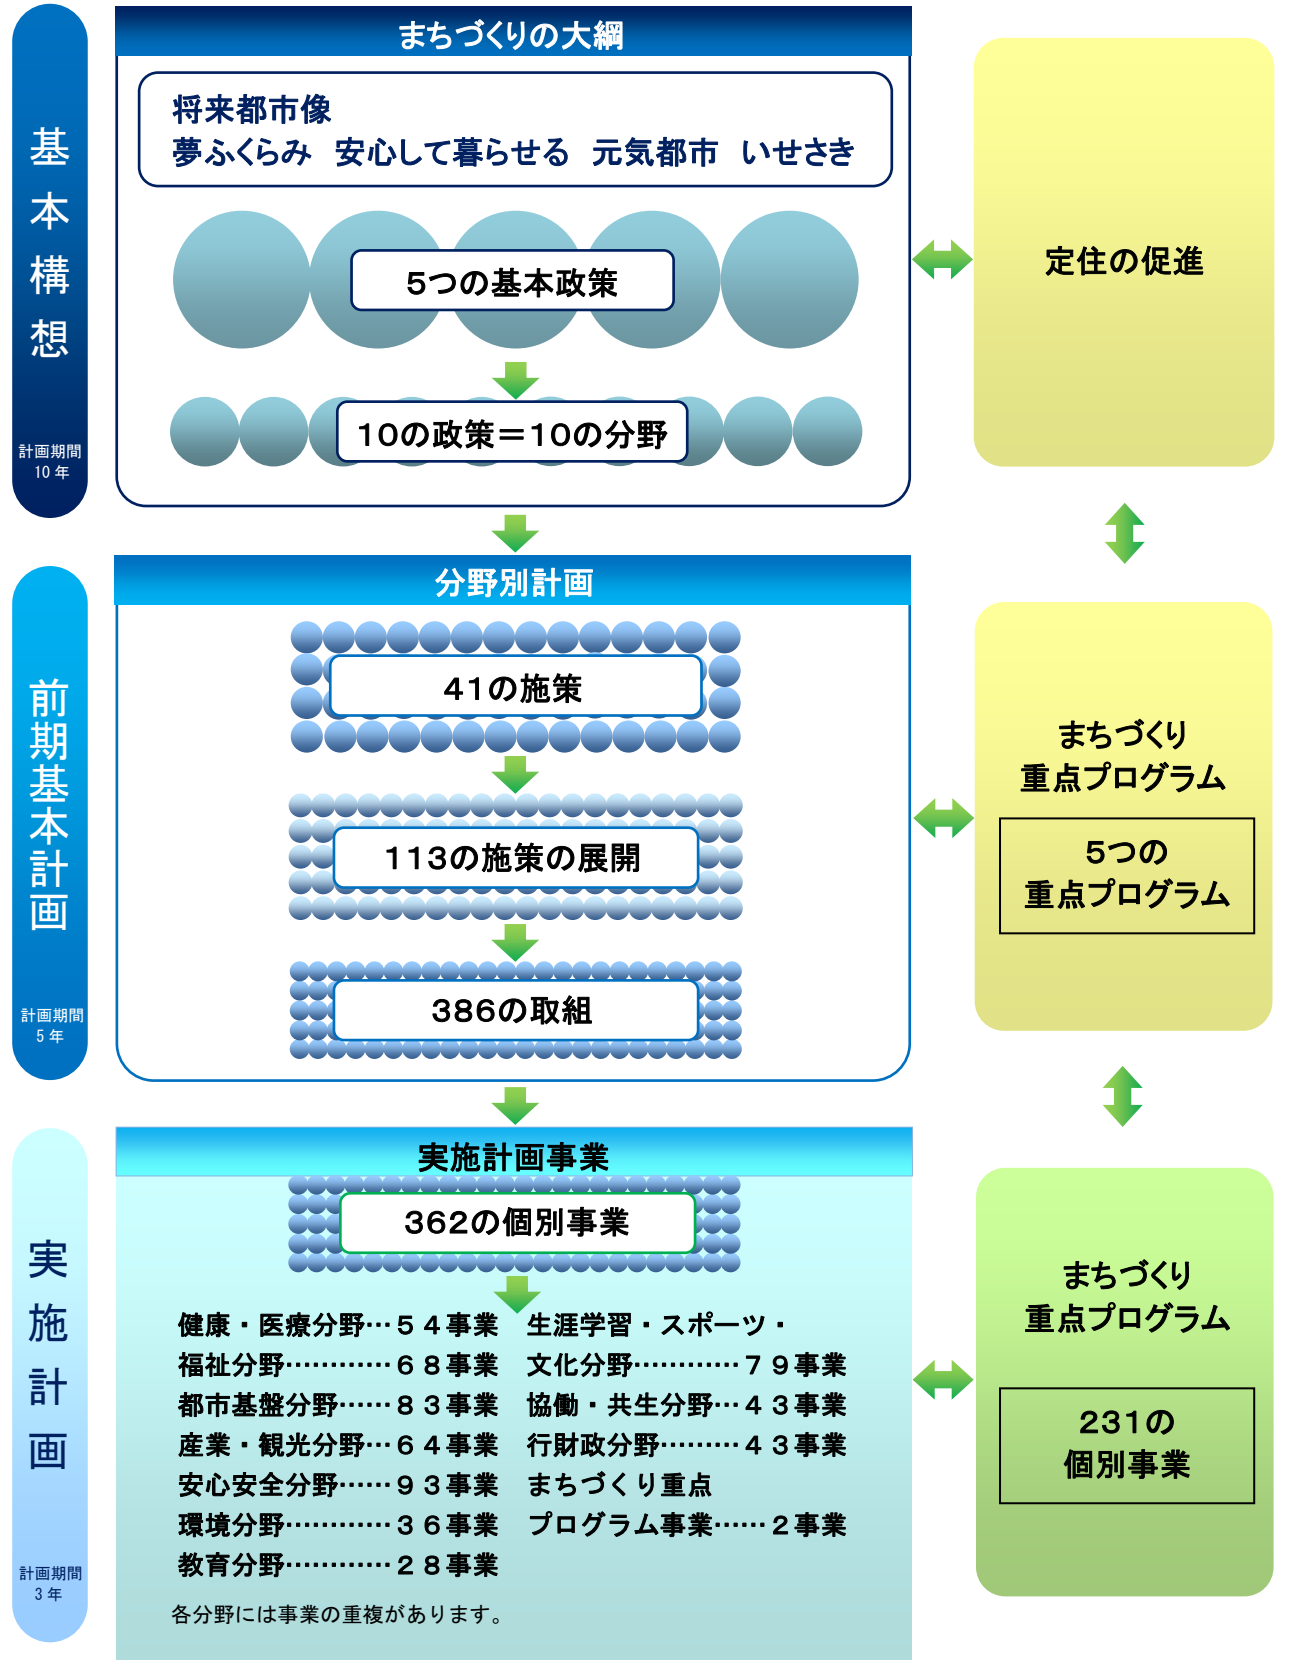 基本構想
計画期間
10年
まちづくりの大綱
将来都市像
夢ふくらみ　安心して暮らせる　元気都市　いせさき
5つの基本政策
10の政策＝10の分野
定住の促進
前期基本計画
計画期間
5年
分野別計画
41の施策
113の施策の展開
386の取組
まちづくり
重点プログラム
5つの
重点プログラム
実施計画
計画期間
3年
実施計画事業
362の個別事業
健康・医療分野…５４事業
福祉分野…………６８事業
都市基盤分野……８３事業
産業・観光分野…６４事業
安心安全分野……９３事業
環境分野…………３６事業
教育分野…………２８事業
生涯学習・スポーツ・
文化分野…………７９事業
協働・共生分野…４３事業
行財政分野………４３事業
まちづくり重点
プログラム事業……２事業
各分野には事業の重複があります。
まちづくり
重点プログラム
231の
個別事業